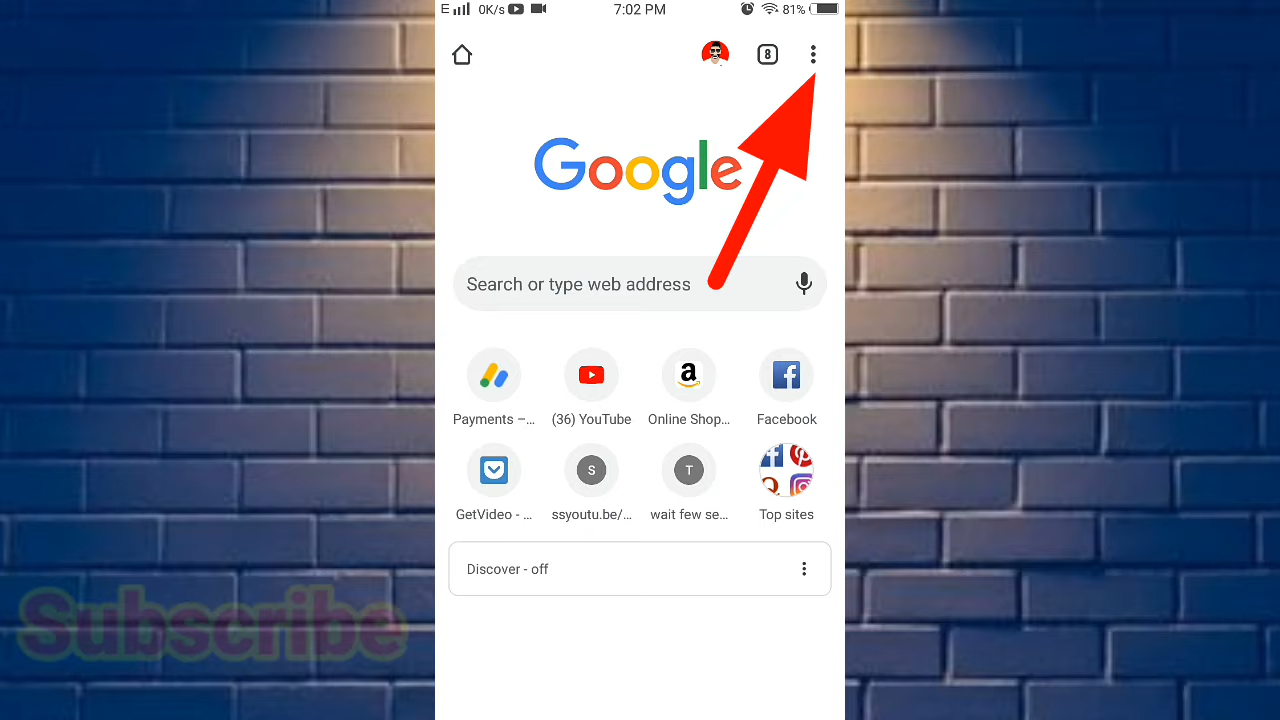 E 0K/s 7:02 PM 81%
8
Google
Search or type web address
Payments –... (36) YouTube Online Shop... Facebook
S T
GetVideo - ... ssyoutu.be/... wait few se... Top sites
Discover - off
Subscribe